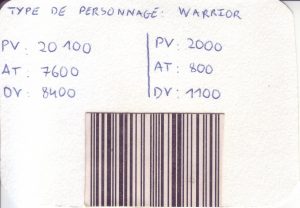 TYPE DE PERSONNAGE: WARRIOR
PV: 20 100
AT: 7600
DV: 8400
PV: 2000
AT: 800
DV: 1100